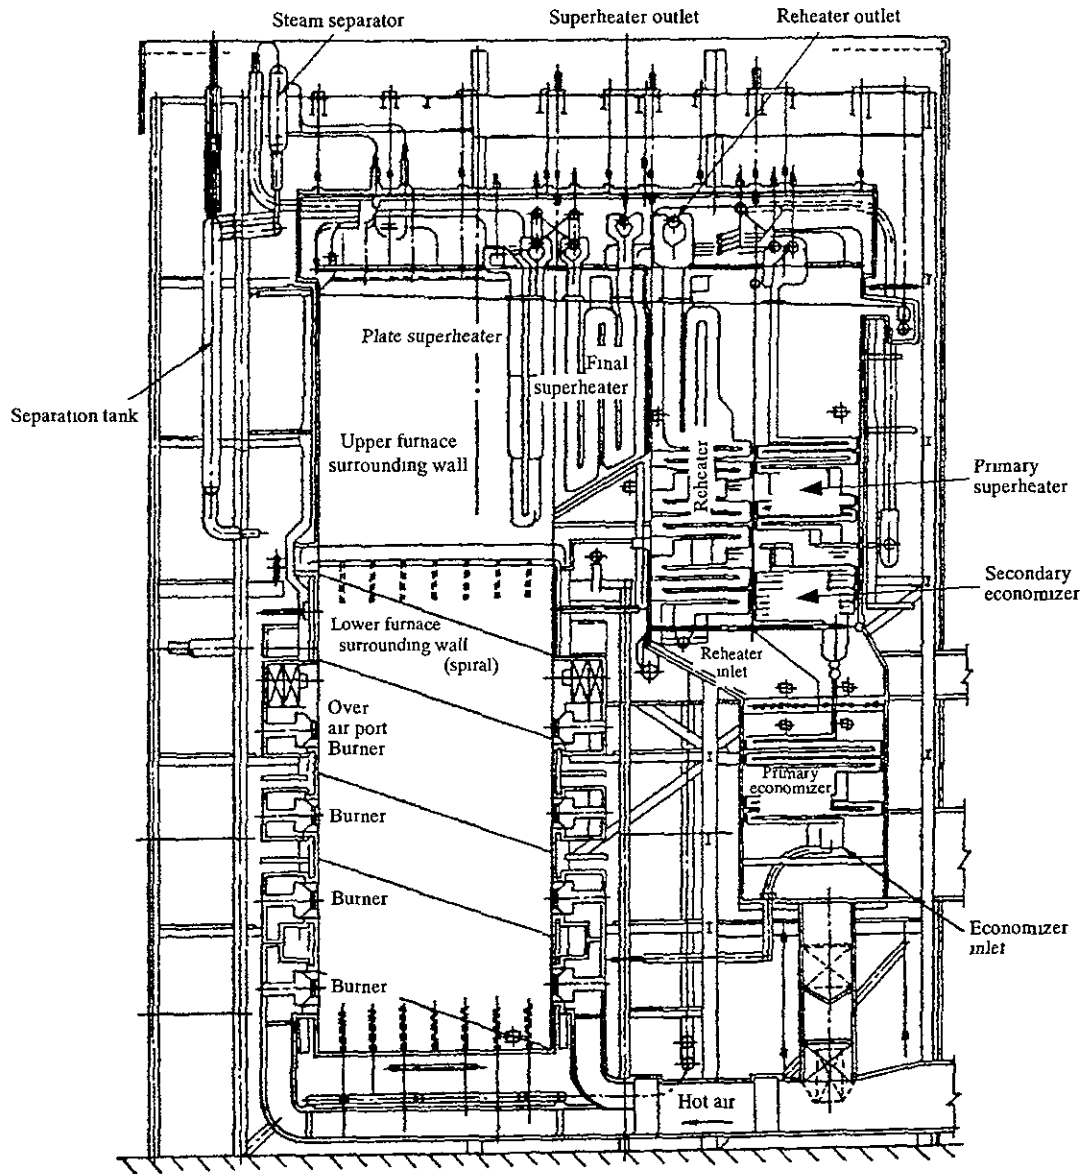 Steam separator
Superheater outlet
Reheater outlet
Plate superheater
Final
superheater
Separation tank
Upper furnace
surrounding wall
Reheater
Primary
superheater
Secondary
economizer
Lower furnace
surrounding wall
(spiral)
Reheater
inlet
Over
air port
Burner
Primary
economizer
Burner
Burner
Economizer
inlet
Burner
Hot air